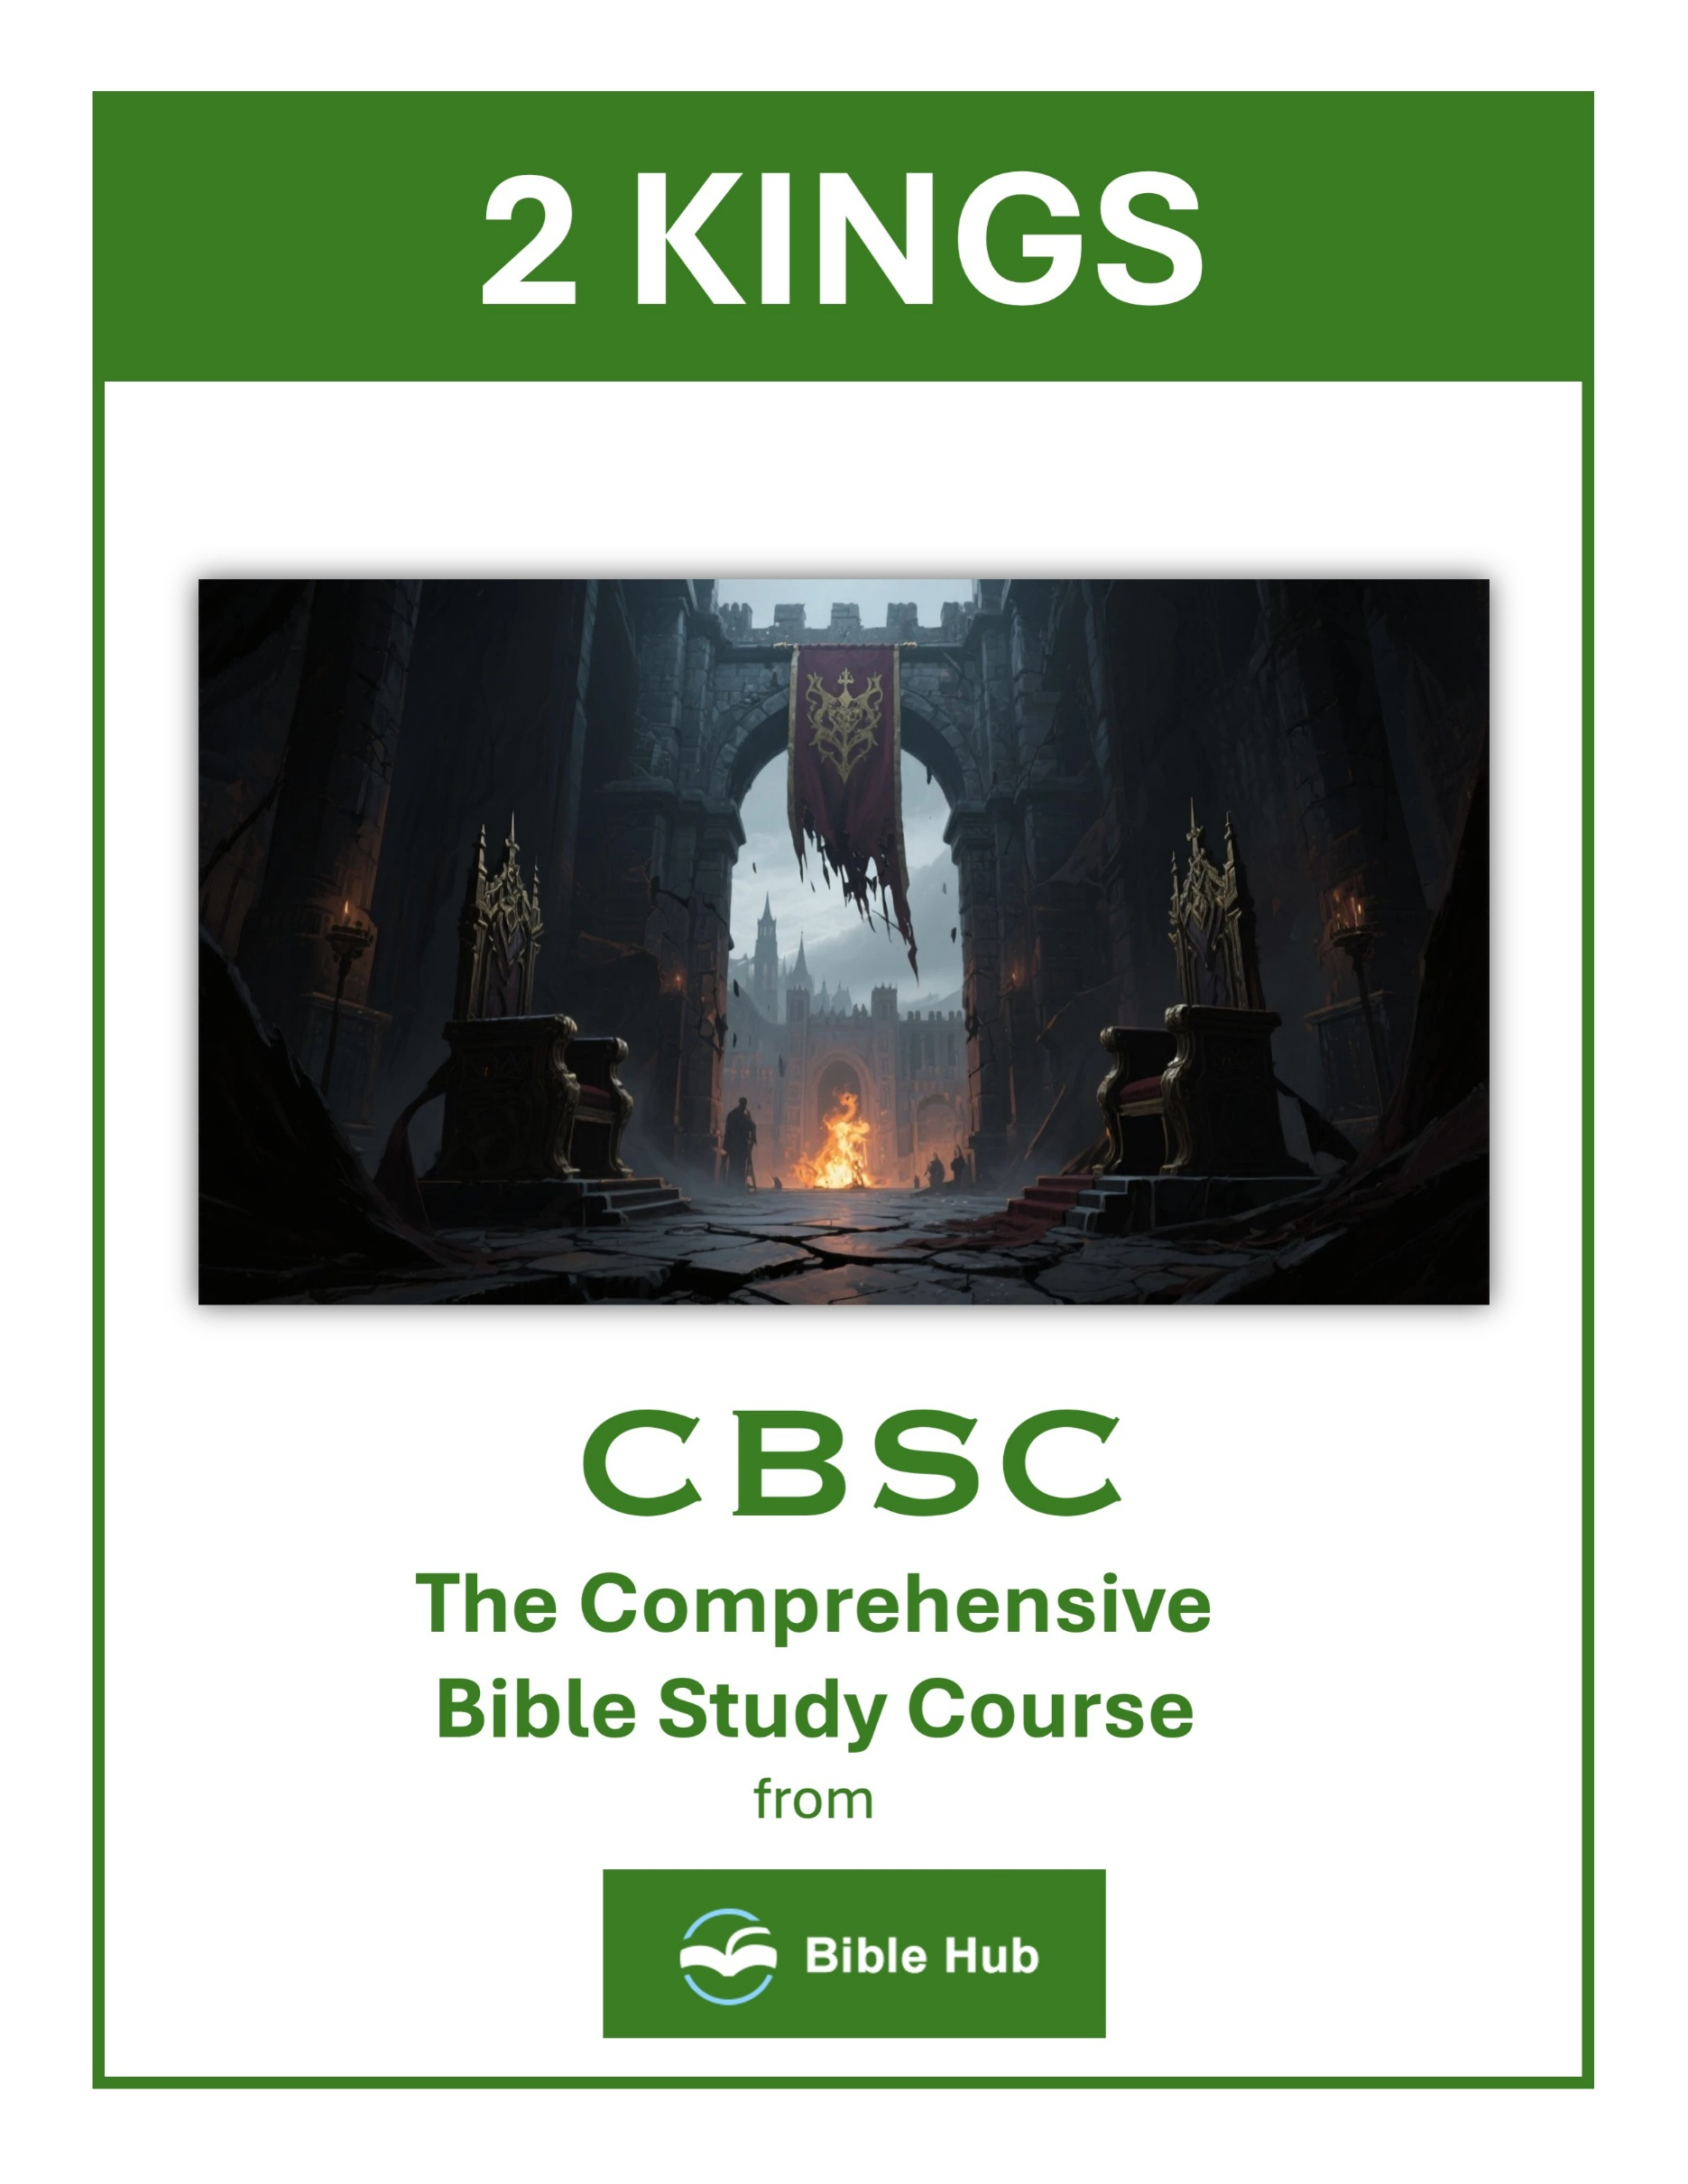 2 KINGS
CBSC
The Comprehensive
Bible Study Course
from
Bible Hub